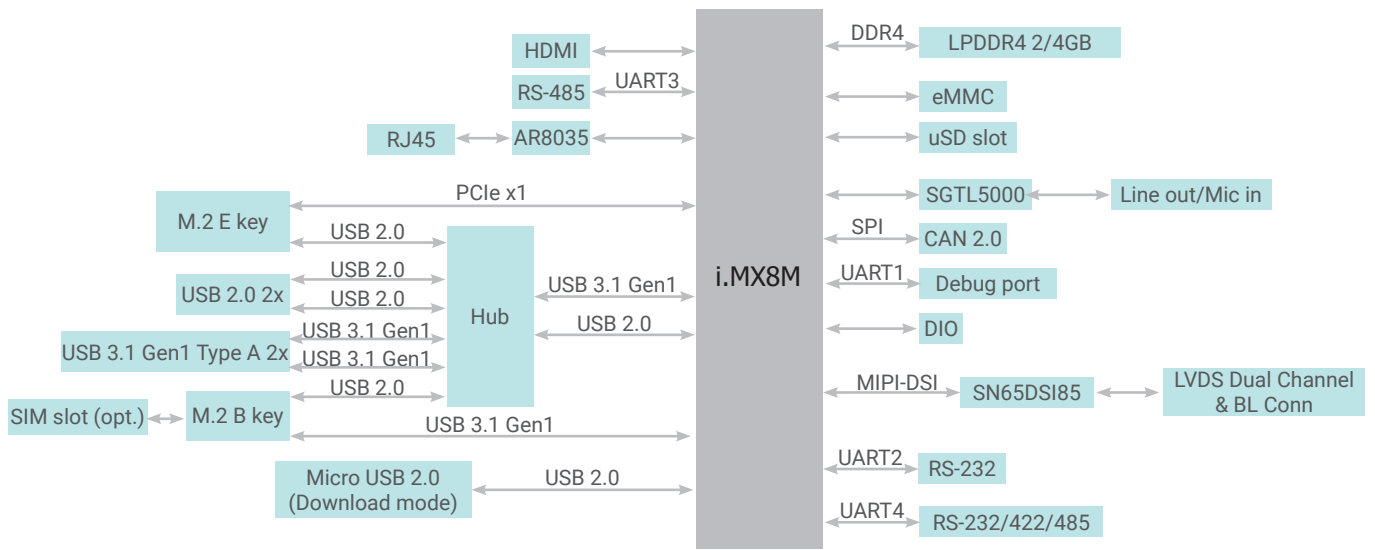 HDMI
RS-485
UART3
RJ45
AR8035
PCIe x1
M.2 E key
USB 2.0
USB 2.0
USB 2.0 2x
USB 2.0
USB 3.1 Gen1
USB 3.1 Gen1 Type A 2x
USB 3.1 Gen1
USB 2.0
SIM slot (opt.)
M.2 B key
USB 3.1 Gen1
Hub
USB 3.1 Gen1
USB 2.0
Micro USB 2.0
(Download mode)
USB 2.0
i.MX8M
DDR4
LPDDR4 2/4GB
eMMC
uSD slot
SGTL5000
Line out/Mic in
SPI
CAN 2.0
UART1
Debug port
DIO
MIPI-DSI
SN65DSI85
LVDS Dual Channel
& BL Conn
UART2
RS-232
UART4
RS-232/422/485